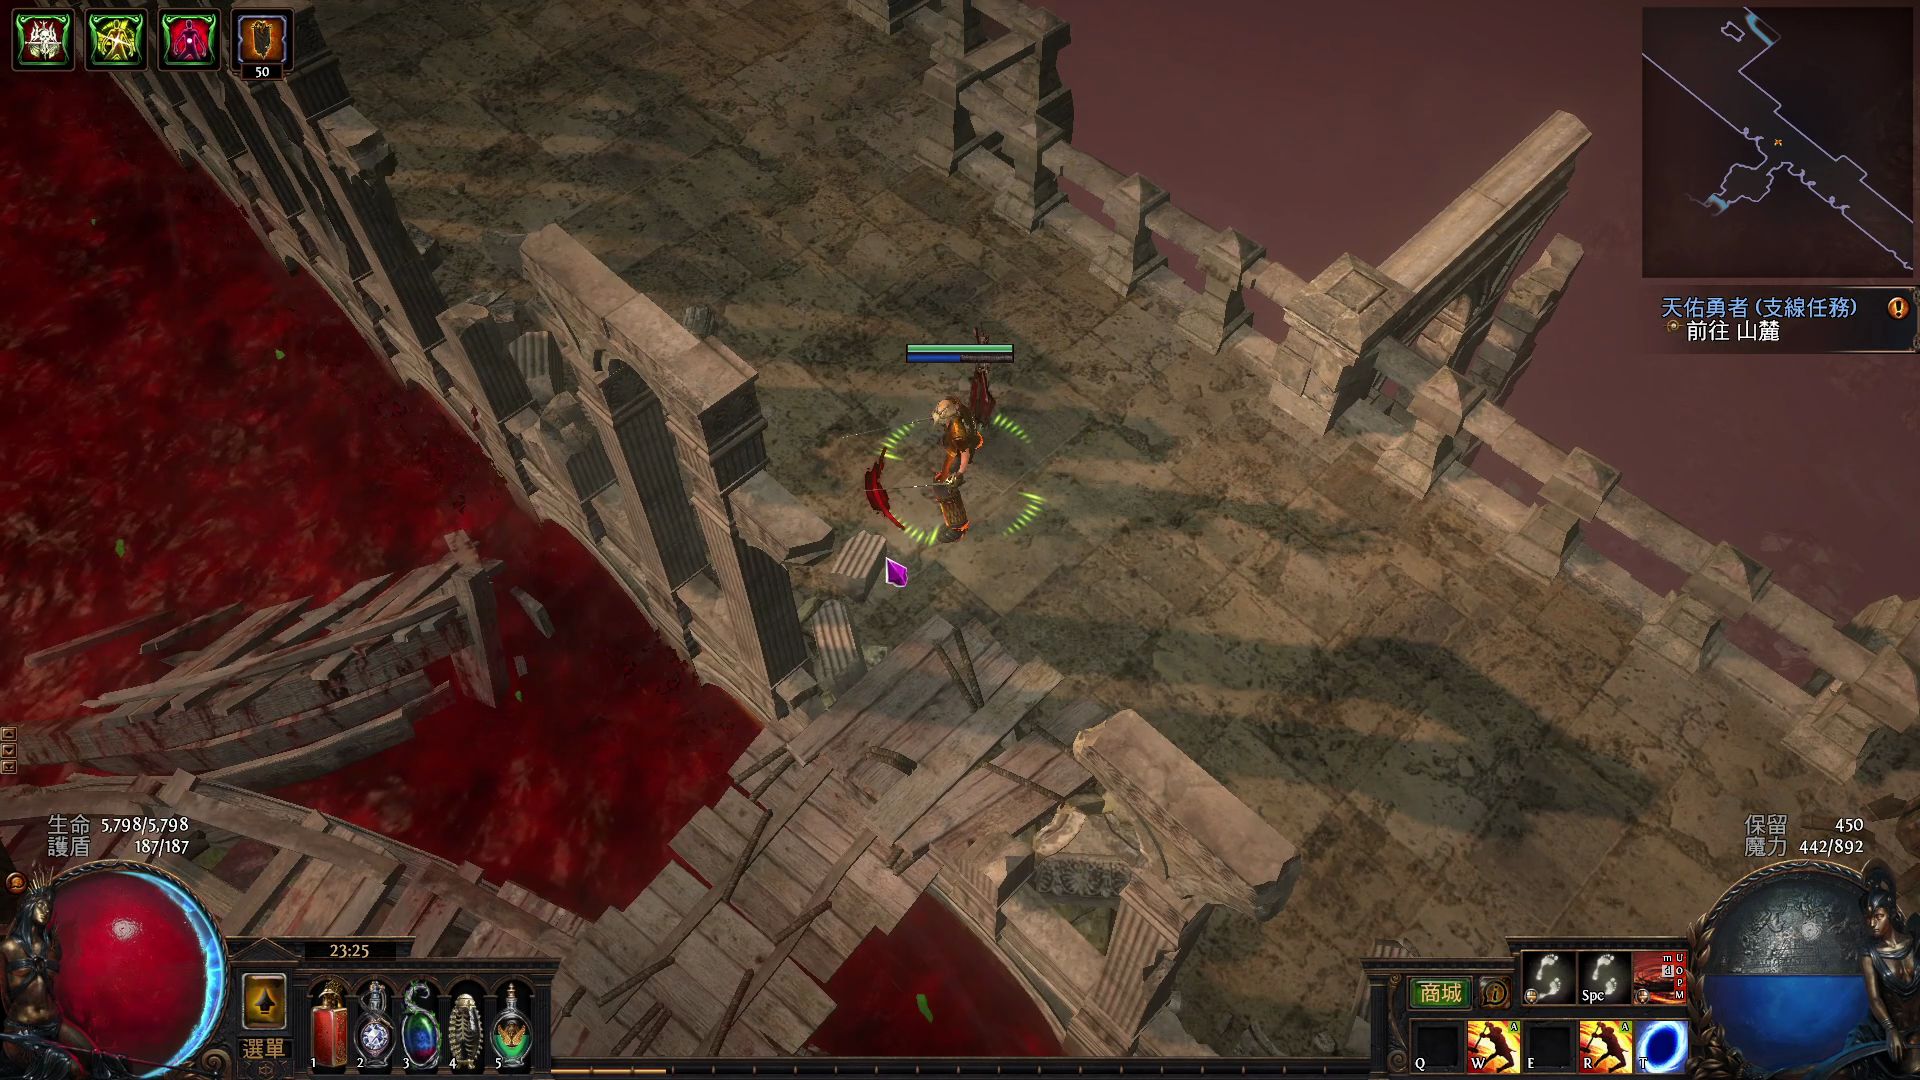 50
天佑勇者 (支線任務)
前往 山麓
生命 5,798/5,798
護盾 187/187
保留 450
魔力 442/892
23:25
選單
1 2 3 4 5
商城
Spc
m U
d O
P
M
Q W A E R A T